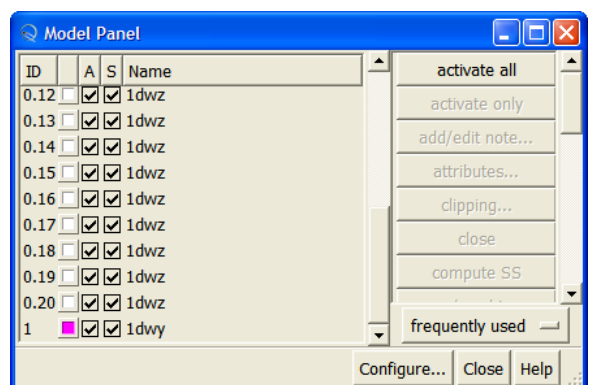 Model Panel
ID A S Name
0.12 1dwz
0.13 1dwz
0.14 1dwz
0.15 1dwz
0.16 1dwz
0.17 1dwz
0.18 1dwz
0.19 1dwz
0.20 1dwz
1 1dwy
activate all
activate only
add/edit note...
attributes...
clipping...
close
compute SS
frequently used
Configure... Close Help